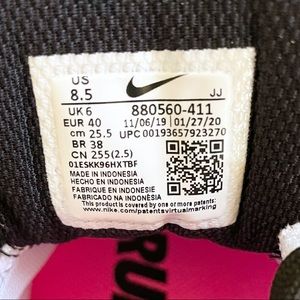 US
8.5 JJ
UK 6 880560-411
EUR 40 11/06/19 01/27/20
cm 25.5 UPC 00193657923270
BR 38
CN 255(2.5)
01ESKK96HXTBF
MADE IN INDONESIA
HECHO EN INDONESIA
FABRIQUE EN INDONESIE
FABRICADO NA INDONESIA
This product is covered by one or more patents:
www.nike.com/patentsvirtualmarking
RU